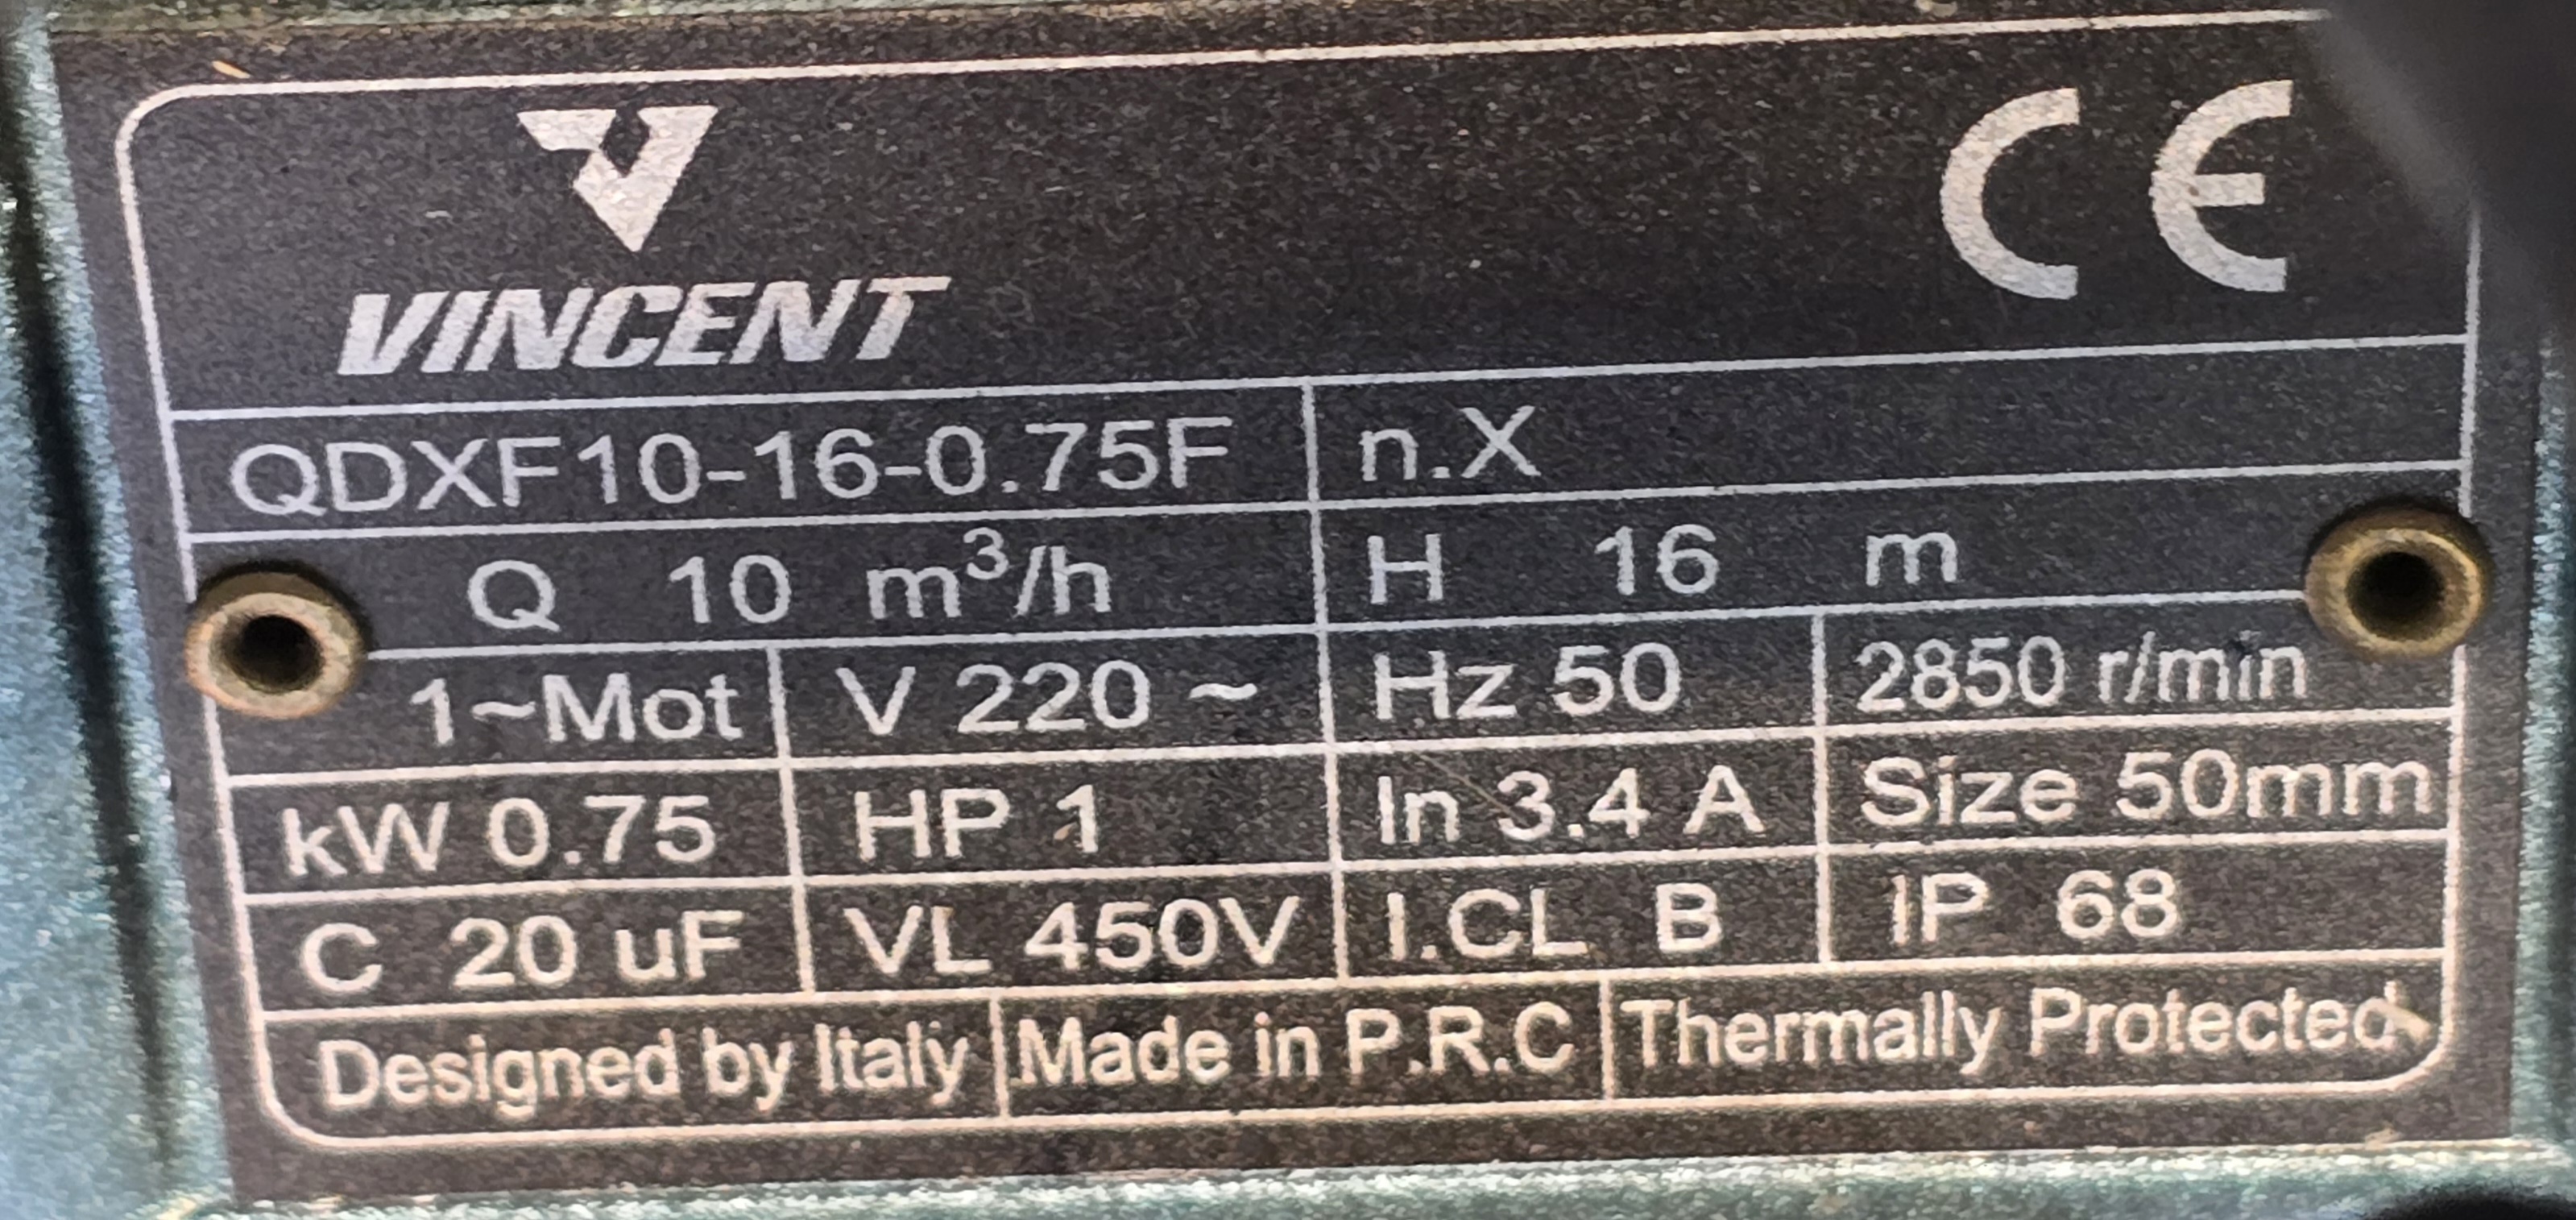 CE
VINCENT
QDXF10-16-0.75F n.X
Q 10 m³/h H 16 m
1~Mot V 220 ~ Hz 50 2850 r/min
kW 0.75 HP 1 In 3.4 A Size 50mm
C 20 uF VL 450V I.CL B IP 68
Designed by Italy Made in P.R.C Thermally Protected